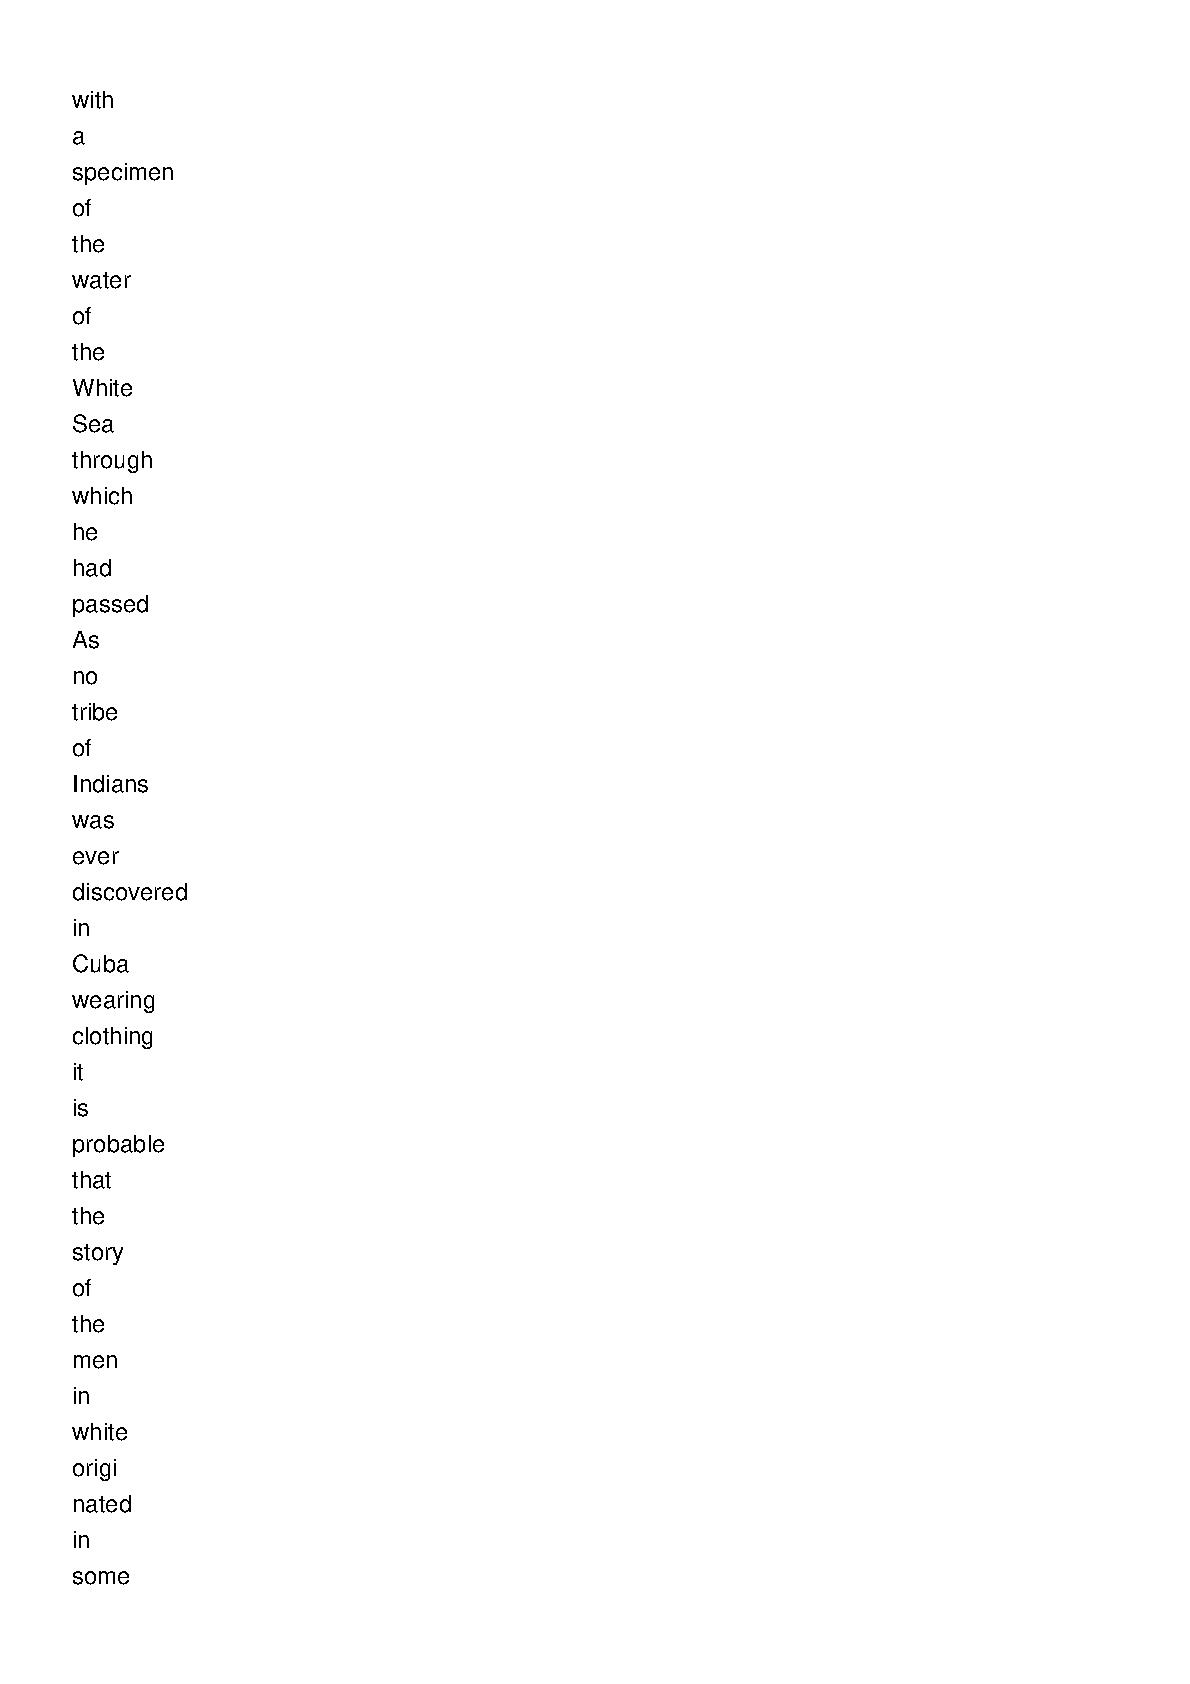 with
a
specimen
of
the
water
of
the
White
Sea
through
which
he
had
passed
As
no
tribe
of
Indians
was
ever
discovered
in
Cuba
wearing
clothing
it
is
probable
that
the
story
of
the
men
in
white
origi
nated
in
some